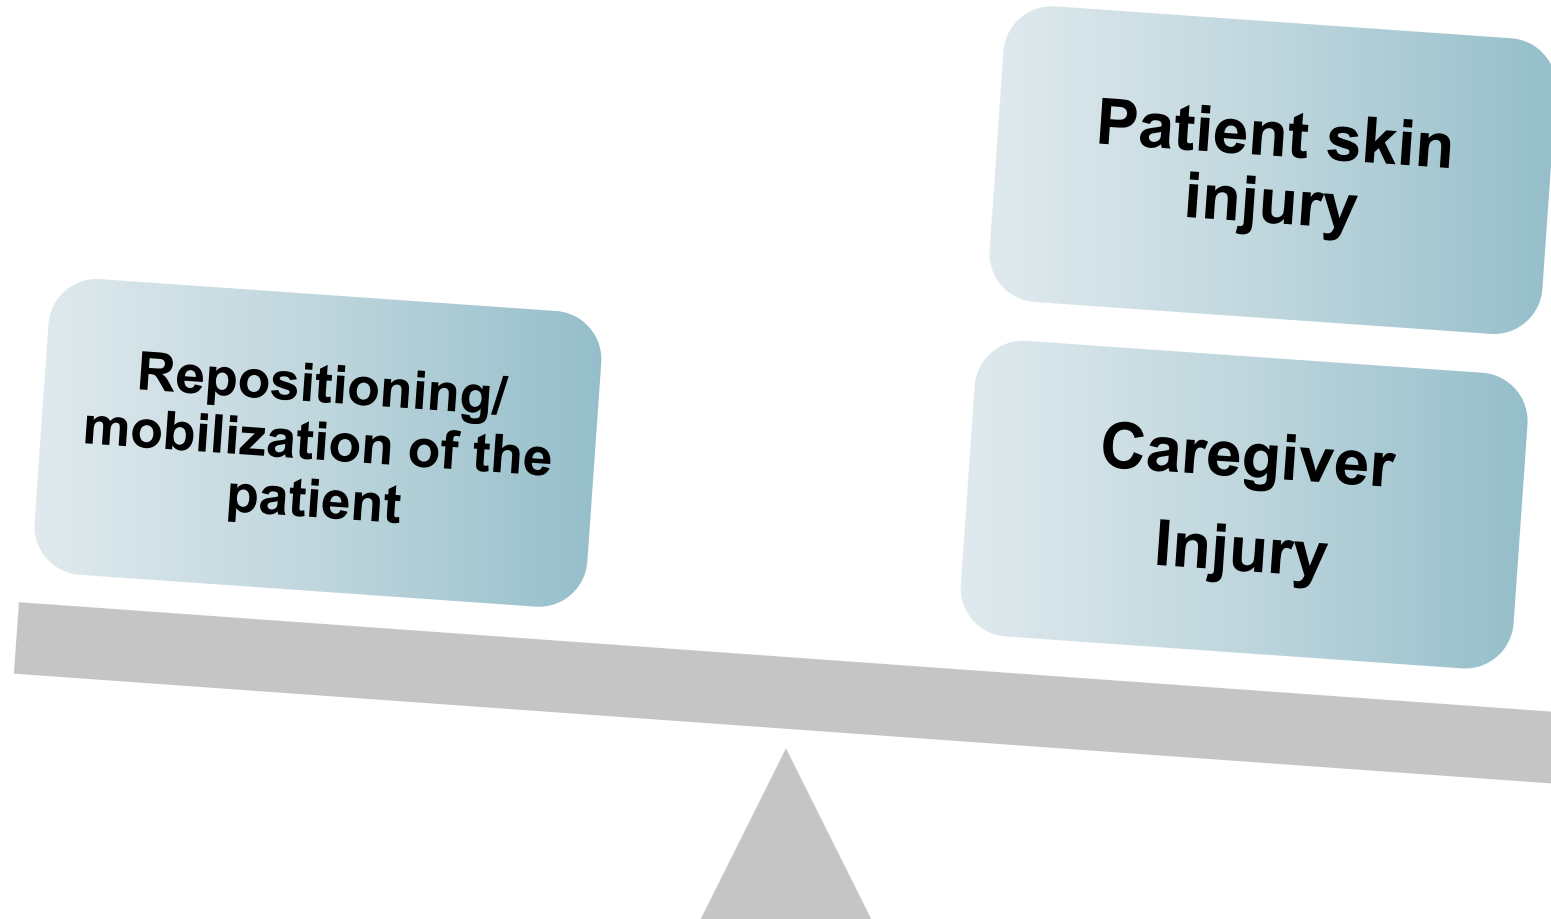 Patient skin
injury
Repositioning/
mobilization of the
patient
Caregiver
Injury